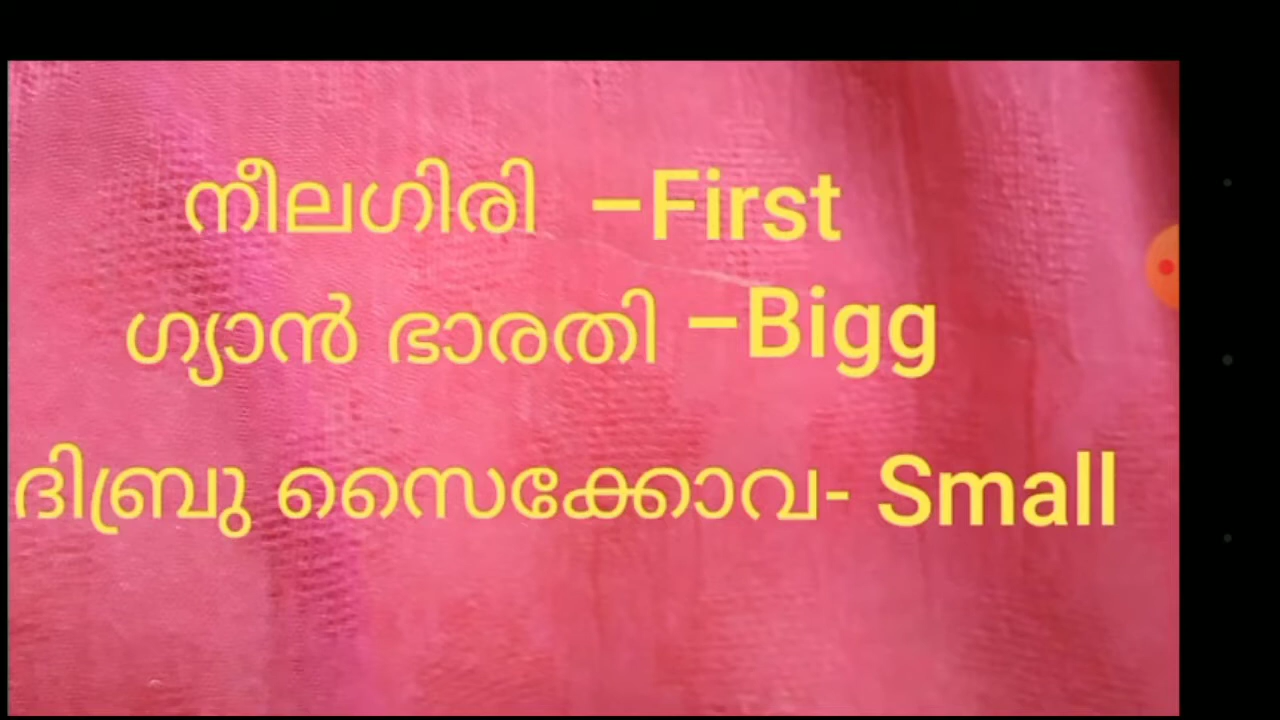 നീലഗിരി –First
ഗ്യാൻ ഭാരതി –Bigg
ദിബ്രു സൈക്കോവ- Small